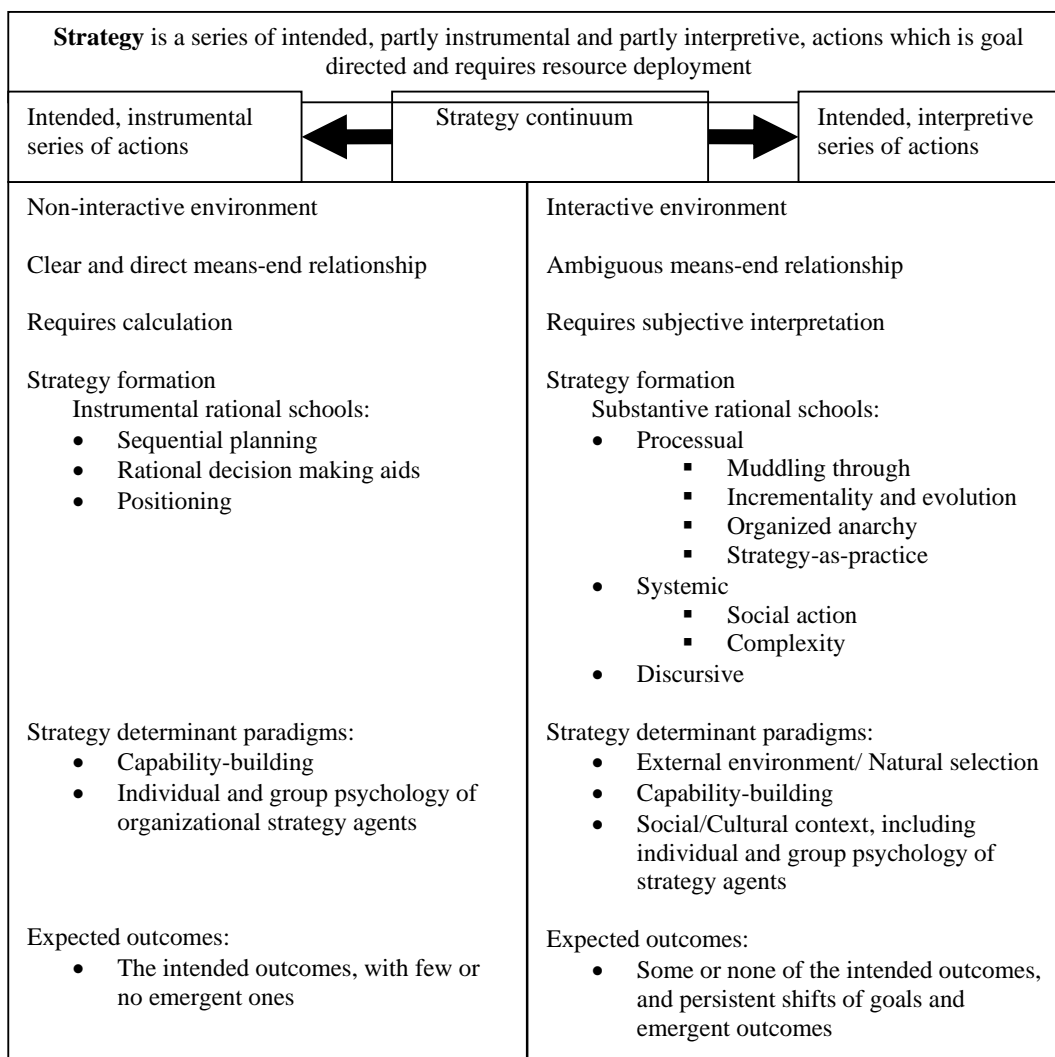 Strategy is a series of intended, partly instrumental and partly interpretive, actions which is goal
directed and requires resource deployment
Intended, instrumental
series of actions
Strategy continuum
Intended, interpretive
series of actions
Non-interactive environment
Clear and direct means-end relationship
Requires calculation
Strategy formation
Instrumental rational schools:
• Sequential planning
• Rational decision making aids
• Positioning
Strategy determinant paradigms:
• Capability-building
• Individual and group psychology of
organizational strategy agents
Expected outcomes:
• The intended outcomes, with few or
no emergent ones
Interactive environment
Ambiguous means-end relationship
Requires subjective interpretation
Strategy formation
Substantive rational schools:
• Processual
▪ Muddling through
▪ Incrementality and evolution
▪ Organized anarchy
▪ Strategy-as-practice
• Systemic
▪ Social action
▪ Complexity
• Discursive
Strategy determinant paradigms:
• External environment/ Natural selection
• Capability-building
• Social/Cultural context, including
individual and group psychology of
strategy agents
Expected outcomes:
• Some or none of the intended outcomes,
and persistent shifts of goals and
emergent outcomes